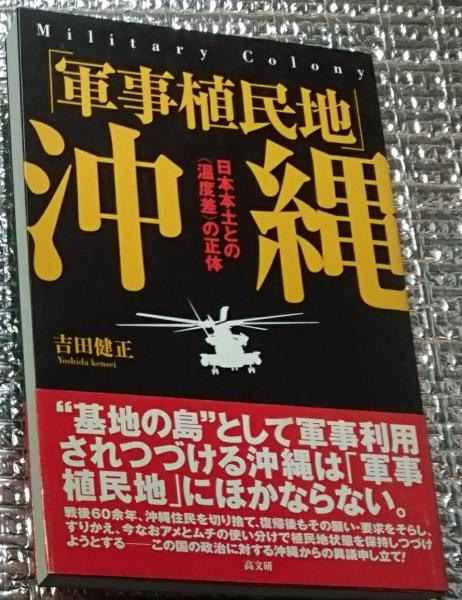 Military Colony
「軍事植民地」
沖縄
日本本土との
〈温度差〉の正体
吉田健正
Yoshida kensei
“基地の島”として軍事利用
されつづける沖縄は「軍事
植民地」にほかならない。
戦後60余年、沖縄住民を切り捨て、復帰後もその願い・要求をそらし、
すりかえ、今なおアメとムチの使い分けで植民地状態を保持しつづけ
ようとする──この国の政治に対する沖縄からの異議申し立て!
高文研